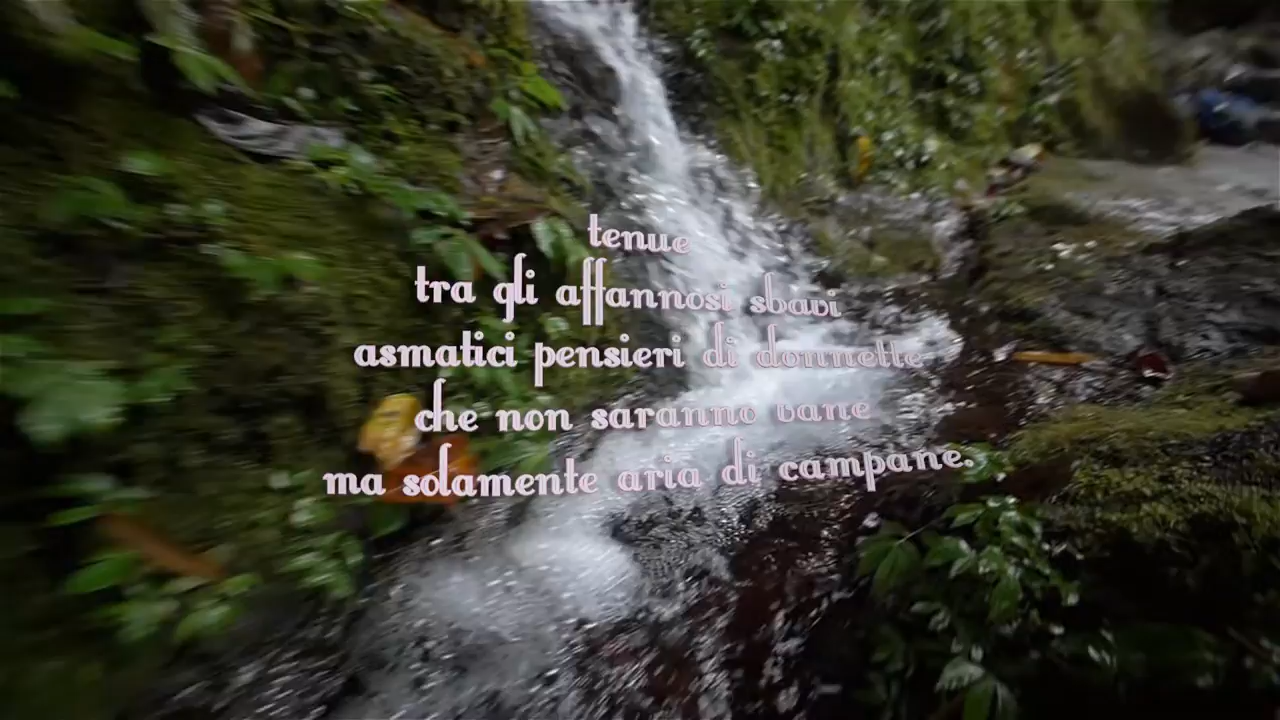 tenue
tra gli affannosi sbavi
asmatici pensieri di donnette
che non saranno vane
ma solamente aria di campane.